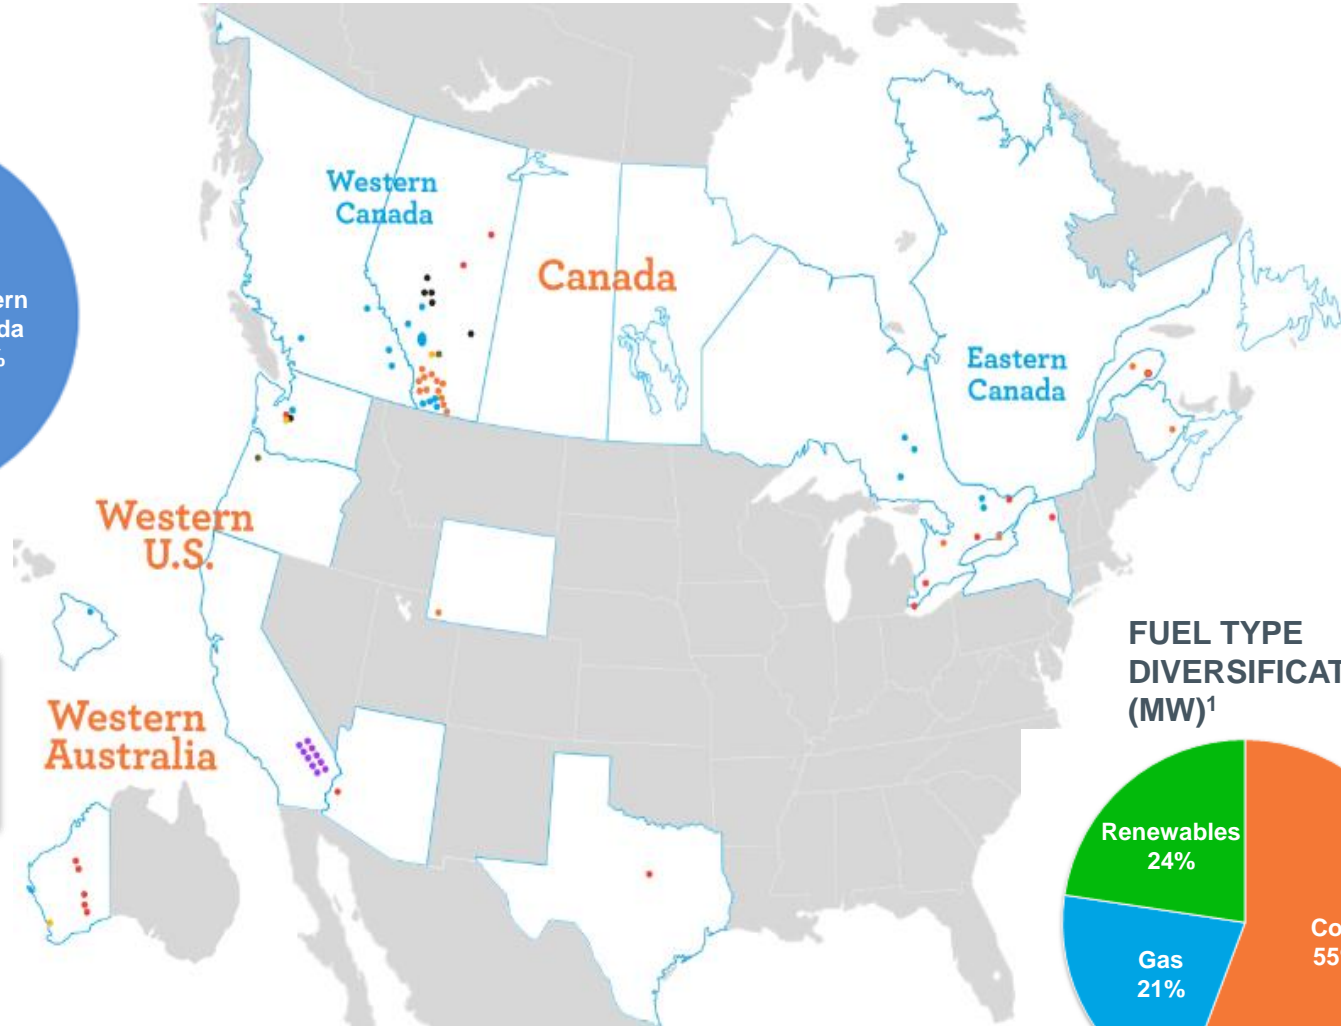 Western
Canada
Canada
Eastern
Canada
Western
U.S.
Western
Australia
FUEL TYPE
(MW)¹
Renewables
24%
Gas
21%